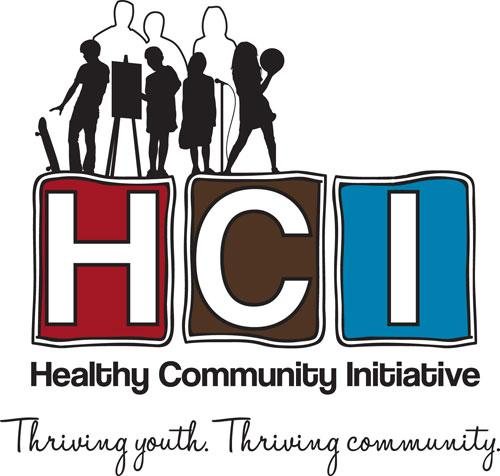 HCI
Healthy Community Initiative
Thriving youth. Thriving community.